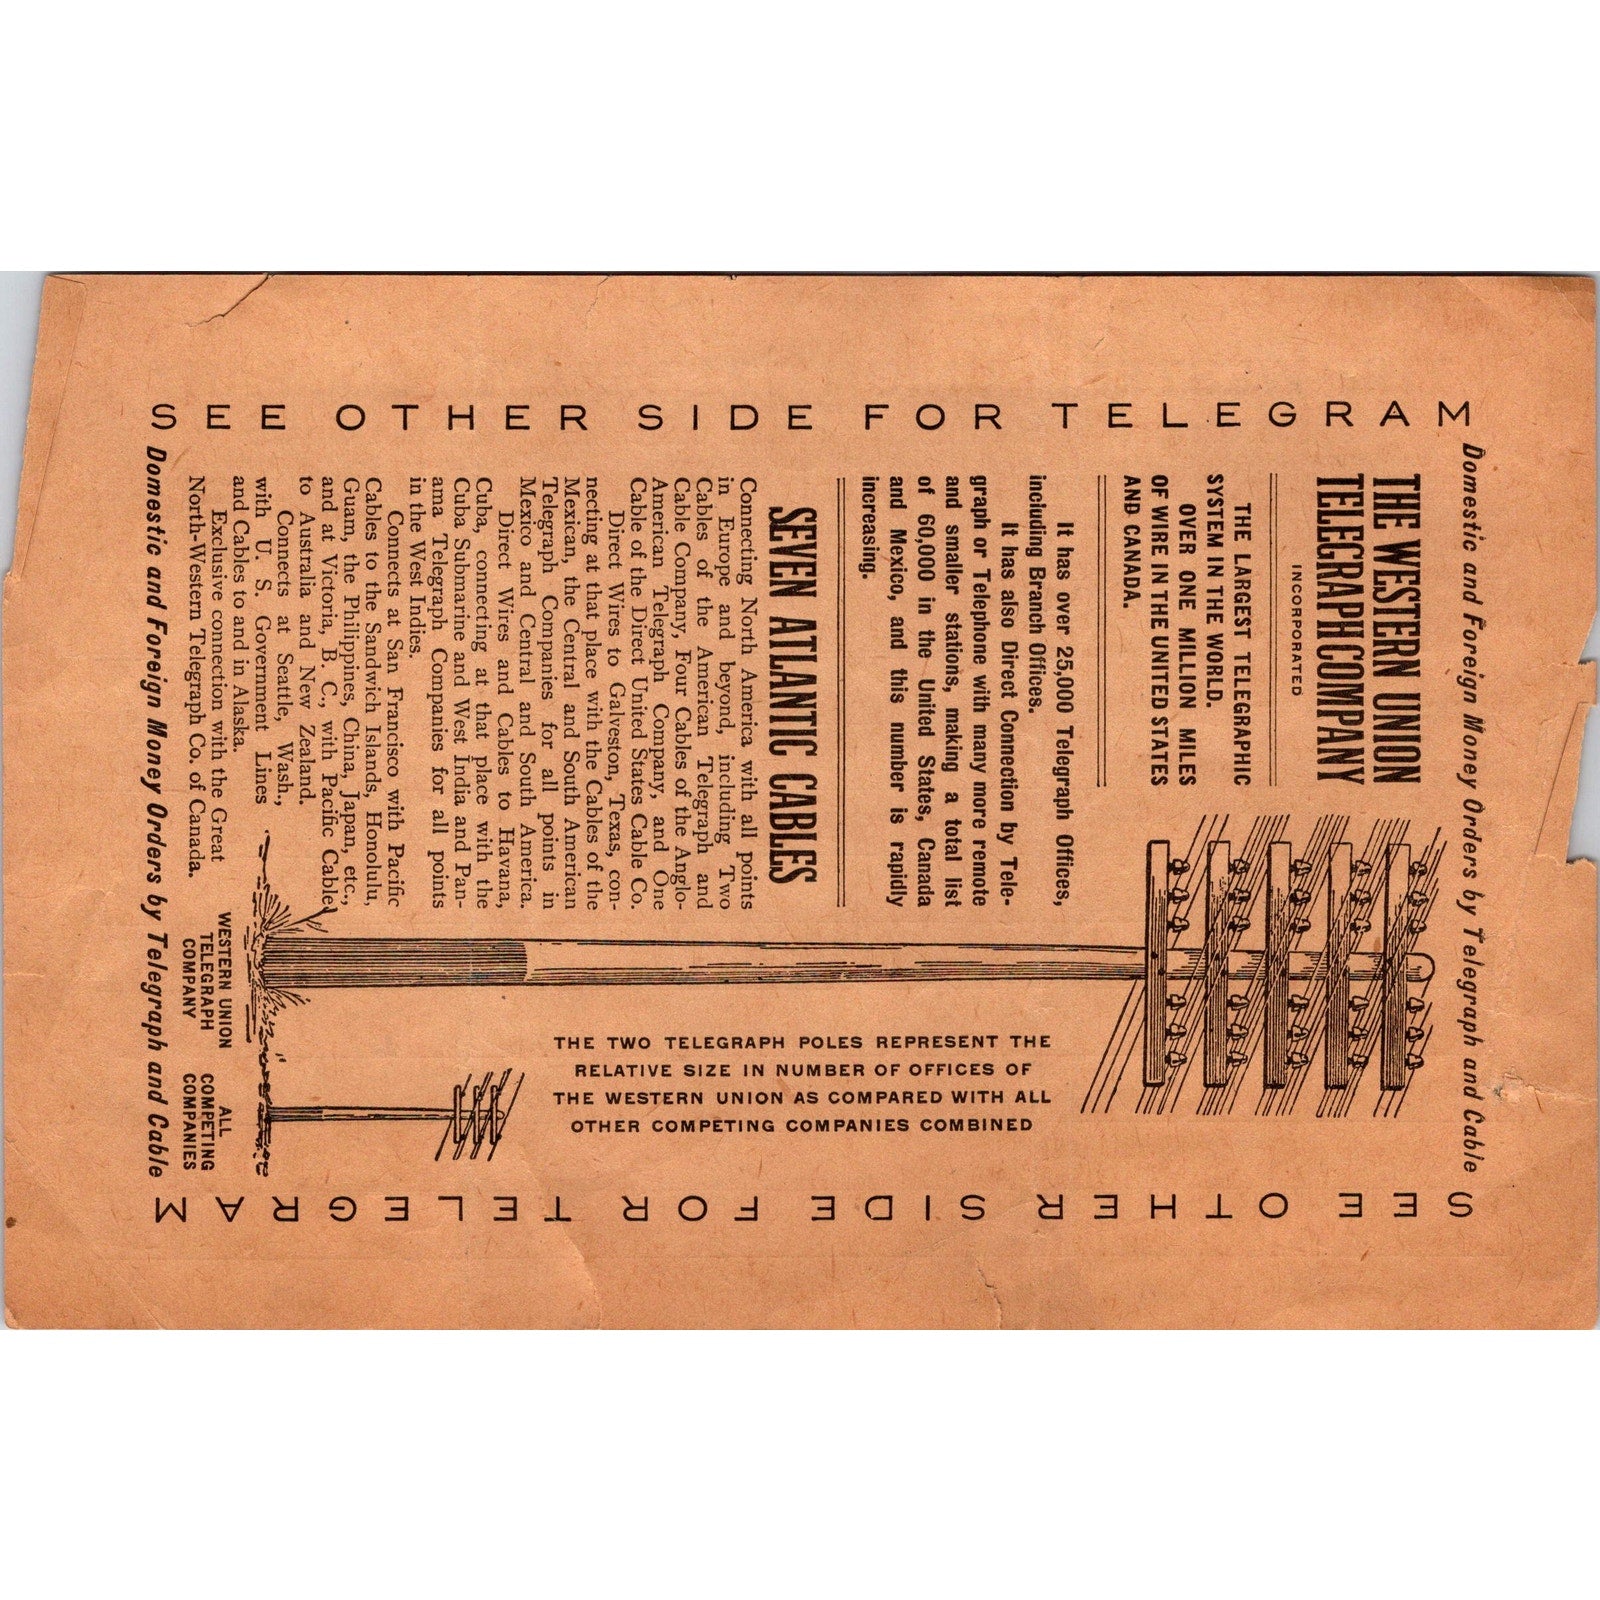 SEE OTHER SIDE FOR TELEGRAM
Domestic and Foreign Money Orders by Telegraph and Cable
THE WESTERN UNION
TELEGRAPH COMPANY
INCORPORATED
THE LARGEST TELEGRAPHIC
SYSTEM IN THE WORLD.
OVER ONE MILLION MILES
OF WIRE IN THE UNITED STATES
AND CANADA.
It has over 25,000 Telegraph Offices,
including Branch Offices.
It has also Direct Connection by Tele-
graph or Telephone with many more remote
and smaller stations, making a total list
of 60,000 in the United States, Canada
and Mexico, and this number is rapidly
increasing.
SEVEN ATLANTIC CABLES
Connecting North America with all points
in Europe and beyond, including Two
Cables of the American Telegraph and
Cable Company, Four Cables of the Anglo-
American Telegraph Company, and One
Cable of the Direct United States Cable Co.
Direct Wires to Galveston, Texas, con-
necting at that place with the Cables of the
Mexican, the Central and South American
Telegraph Companies for all points in
Mexico and Central and South America.
Direct Wires and Cables to Havana,
Cuba, connecting at that place with the
Cuba Submarine and West India and Pan-
ama Telegraph Companies for all points
in the West Indies.
Connects at San Francisco with Pacific
Cables to the Sandwich Islands, Honolulu,
Guam, the Philippines, China, Japan, etc.,
and at Victoria, B. C., with Pacific Cable
to Australia and New Zealand.
Connects at Seattle, Wash.,
with U. S. Government Lines
and Cables to and in Alaska.
Exclusive connection with the Great
North-Western Telegraph Co. of Canada.
THE TWO TELEGRAPH POLES REPRESENT THE
RELATIVE SIZE IN NUMBER OF OFFICES OF
THE WESTERN UNION AS COMPARED WITH ALL
OTHER COMPETING COMPANIES COMBINED
WESTERN UNION
TELEGRAPH
COMPANY
ALL
COMPETING
COMPANIES
Domestic and Foreign Money Orders by Telegraph and Cable
SEE OTHER SIDE FOR TELEGRAM